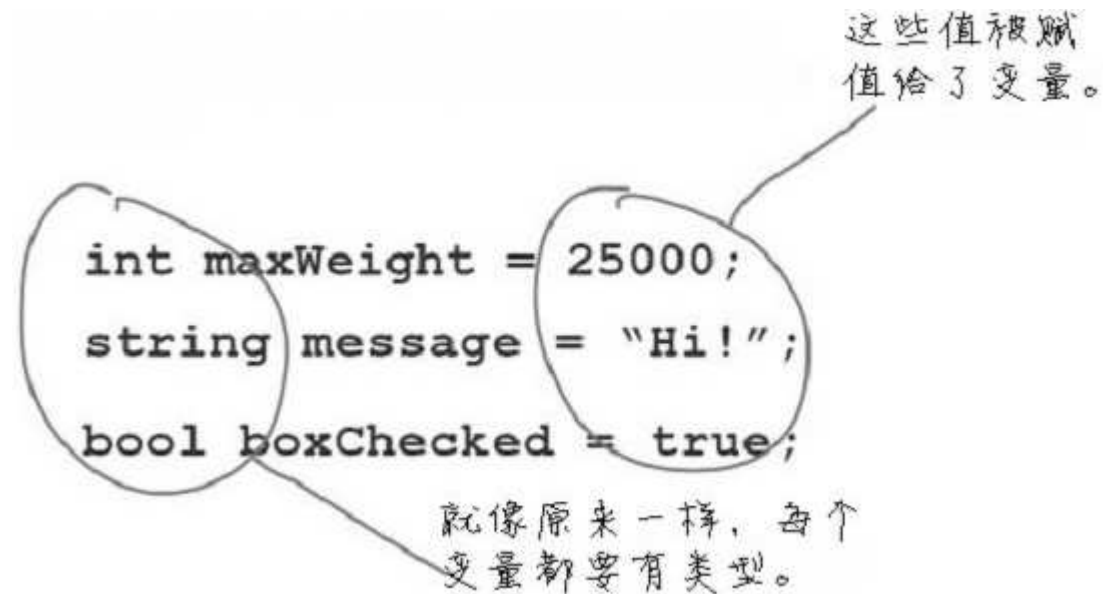 这些值被赋
值给了变量。
int maxWeight = 25000;
string message = “Hi!”;
bool boxChecked = true;
就像原来一样，每个
变量都要有类型。